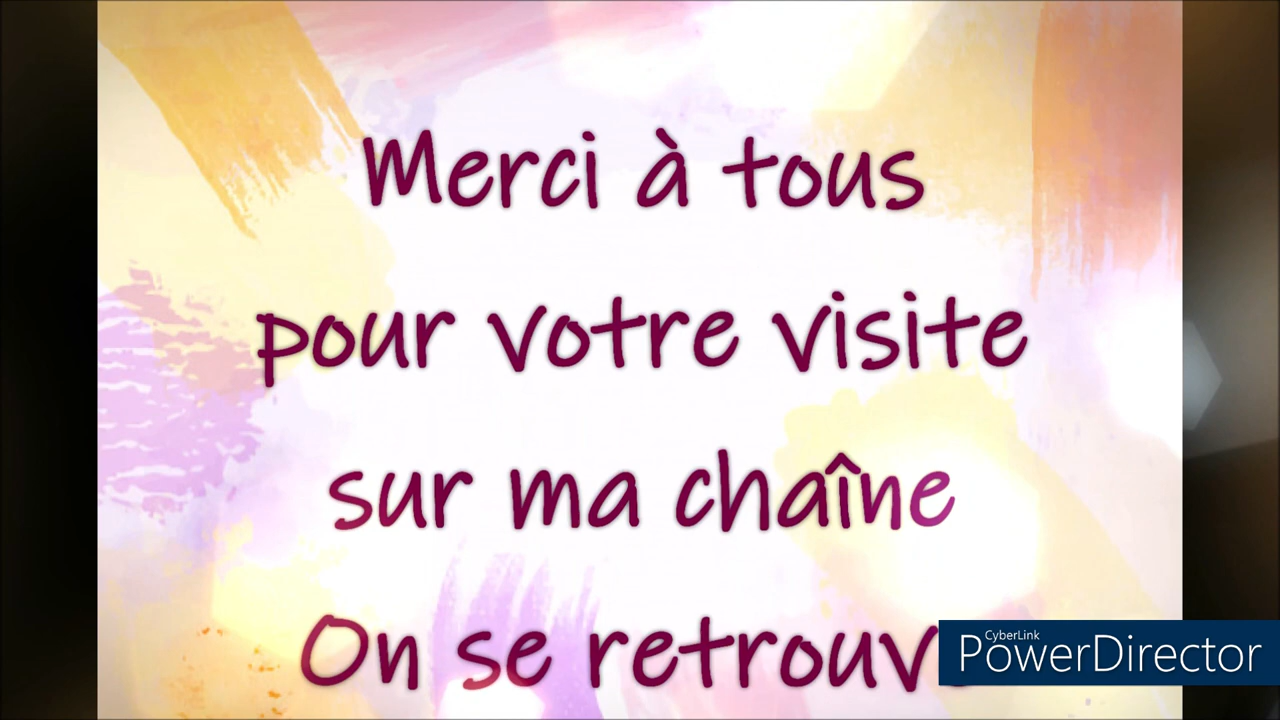 Merci à tous
pour votre visite
sur ma chaîne
On se
CyberLink
PowerDirector